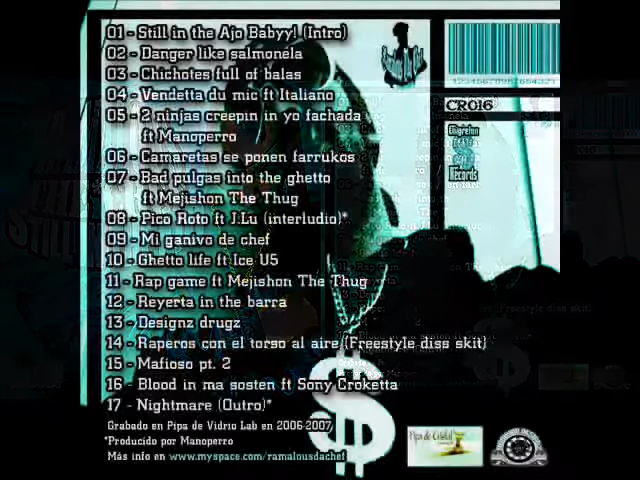 01 - Still in the Ajo Babyy! (Intro)
02 - Danger like salmonéla
03 - Chichotes full of balas
04 - Vendetta du mic ft Italiano
05 - 2 ninjas creepin in yo fachada
ft Manoperro
06 - Camaretas se ponen farrukos
07 - Bad pulgas into the ghetto
ft Mejishon The Thug
08 - Pico Roto ft J.Lu (interludio)*
09 - Mi ganivo de chef
10 - Ghetto life ft Ice U5
11 - Rap game ft Mejishon The Thug
12 - Reyerta in the barra
13 - Designz drugz
14 - Raperos con el torso al aire (Freestyle diss skit)
15 - Mafioso pt. 2
16 - Blood in ma sosten ft Sony Croketta
17 - Nightmare (Outro)*
Grabado en Pipa de Vidrio Lab en 2006-2007
*Producido por Manoperro
Más info en www.myspace.com/ramalousdachef
CR016
Records
Pipa de Cristal